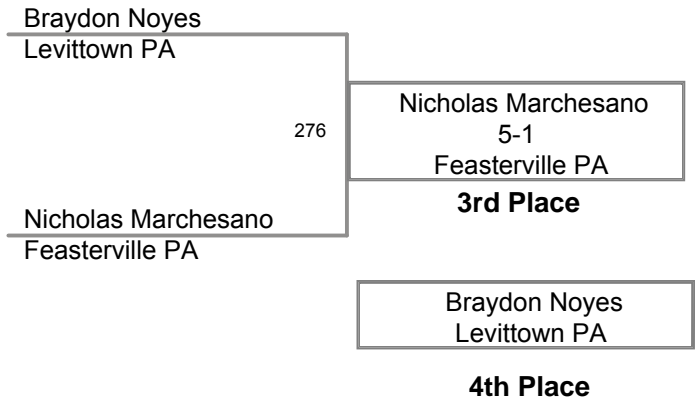 Braydon Noyes
Levittown PA
276
Nicholas Marchesano
5-1
Feasterville PA
3rd Place
Nicholas Marchesano
Feasterville PA
Braydon Noyes
Levittown PA
4th Place